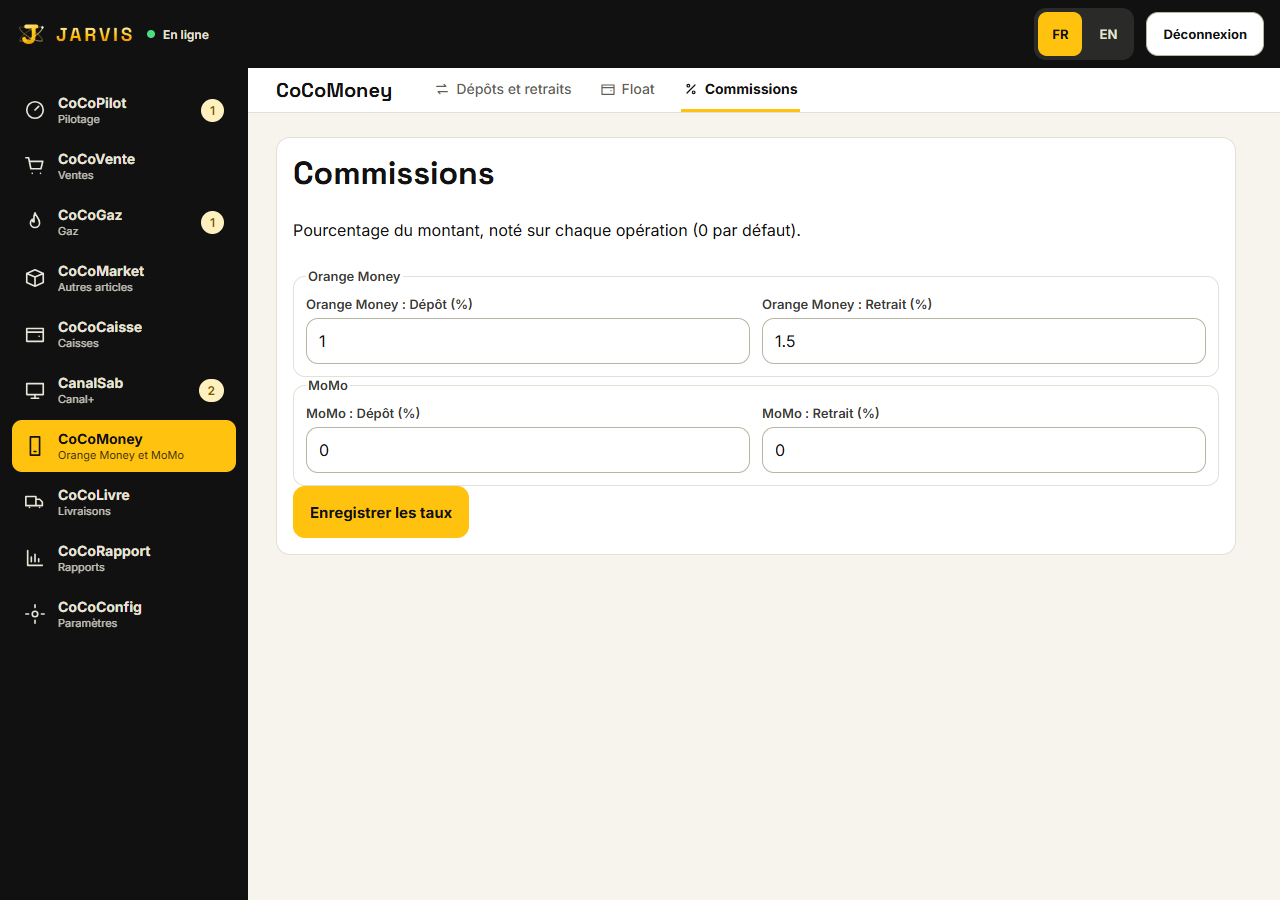 JARVIS
En ligne
FR
EN
Déconnexion
CoCoPilot
Pilotage
1
CoCoVente
Ventes
CoCoGaz
Gaz
1
CoCoMarket
Autres articles
CoCoCaisse
Caisses
CanalSab
Canal+
2
CoCoMoney
Orange Money et MoMo
CoCoLivre
Livraisons
CoCoRapport
Rapports
CoCoConfig
Paramètres
CoCoMoney
Dépôts et retraits
Float
Commissions
Commissions
Pourcentage du montant, noté sur chaque opération (0 par défaut).
Orange Money
Orange Money : Dépôt (%)
Orange Money : Retrait (%)
1
1.5
MoMo
MoMo : Dépôt (%)
MoMo : Retrait (%)
0
0
Enregistrer les taux